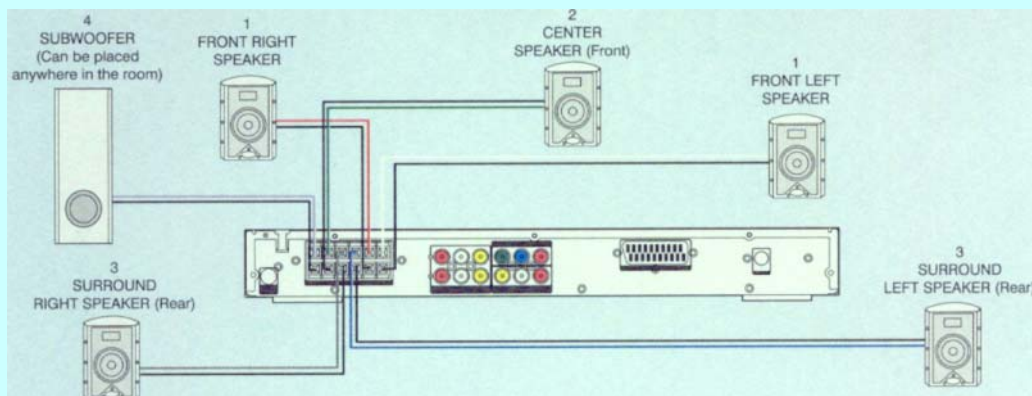 4
SUBWOOFER
(Can be placed
anywhere in the room)
1
FRONT RIGHT
SPEAKER
2
CENTER
SPEAKER (Front)
1
FRONT LEFT
SPEAKER
3
SURROUND
RIGHT SPEAKER (Rear)
3
SURROUND
LEFT SPEAKER (Rear)